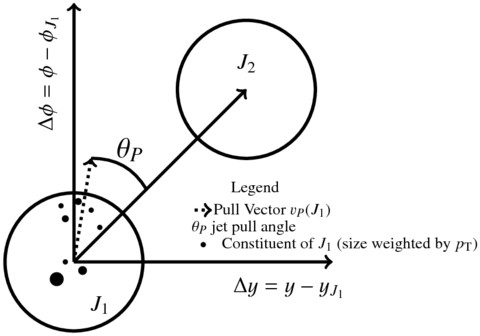 Δϕ = ϕ − ϕ_{J_1}
J_2
θ_P
Legend
Pull Vector v_P(J_1)
θ_P jet pull angle
Constituent of J_1 (size weighted by p_T)
J_1
Δy = y − y_{J_1}